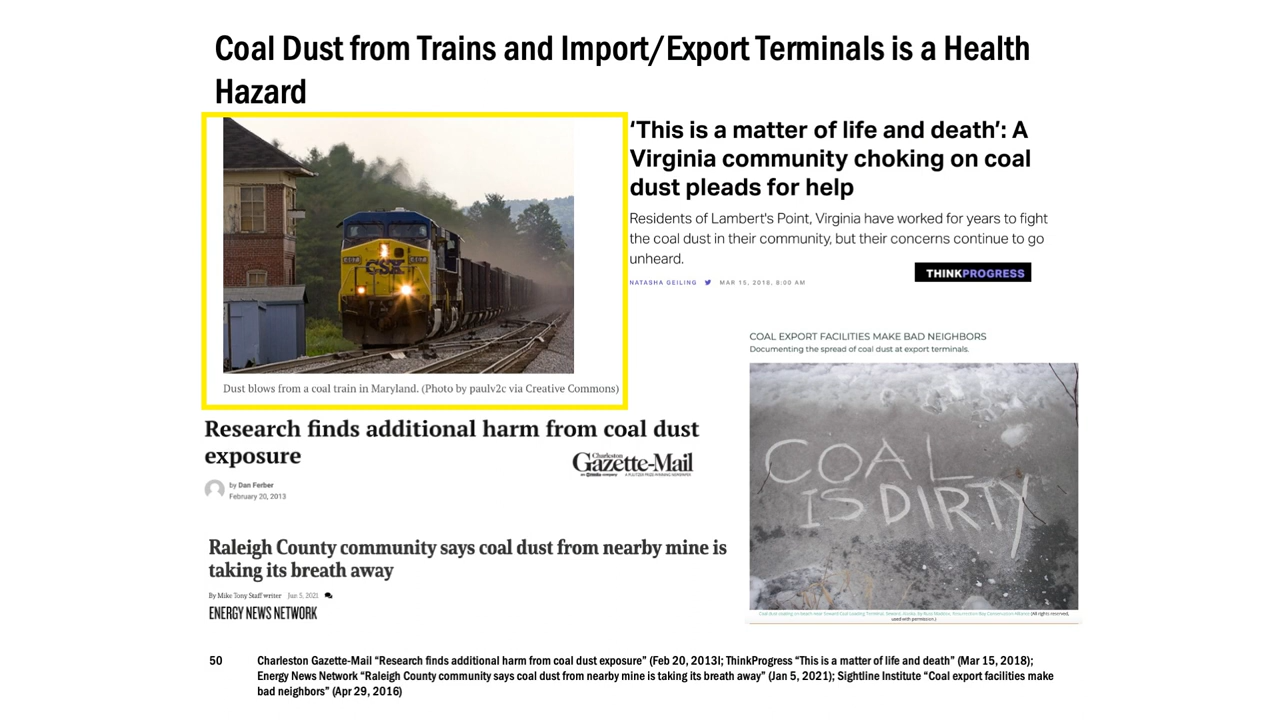 Coal Dust from Trains and Import/Export Terminals is a Health
Hazard
‘This is a matter of life and death’: A
Virginia community choking on coal
dust pleads for help
Residents of Lambert's Point, Virginia have worked for years to fight
the coal dust in their community, but their concerns continue to go
unheard.
NATASHA GEILING MAR 15, 2018, 8:00 AM
THINKPROGRESS
CSX
Dust blows from a coal train in Maryland. (Photo by paulv2c via Creative Commons)
Research finds additional harm from coal dust
exposure
Charleston
Gazette-Mail
by Dan Ferber
February 20, 2013
Raleigh County community says coal dust from nearby mine is
taking its breath away
By Mike Tony Staff writer Jan 5, 2021
ENERGY NEWS NETWORK
COAL EXPORT FACILITIES MAKE BAD NEIGHBORS
Documenting the spread of coal dust at export terminals.
COAL
IS DIRTY
(All rights reserved,
used with permission.)
50
Charleston Gazette-Mail “Research finds additional harm from coal dust exposure” (Feb 20, 2013I; ThinkProgress “This is a matter of life and death” (Mar 15, 2018);
Energy News Network “Raleigh County community says coal dust from nearby mine is taking its breath away” (Jan 5, 2021); Sightline Institute “Coal export facilities make
bad neighbors” (Apr 29, 2016)